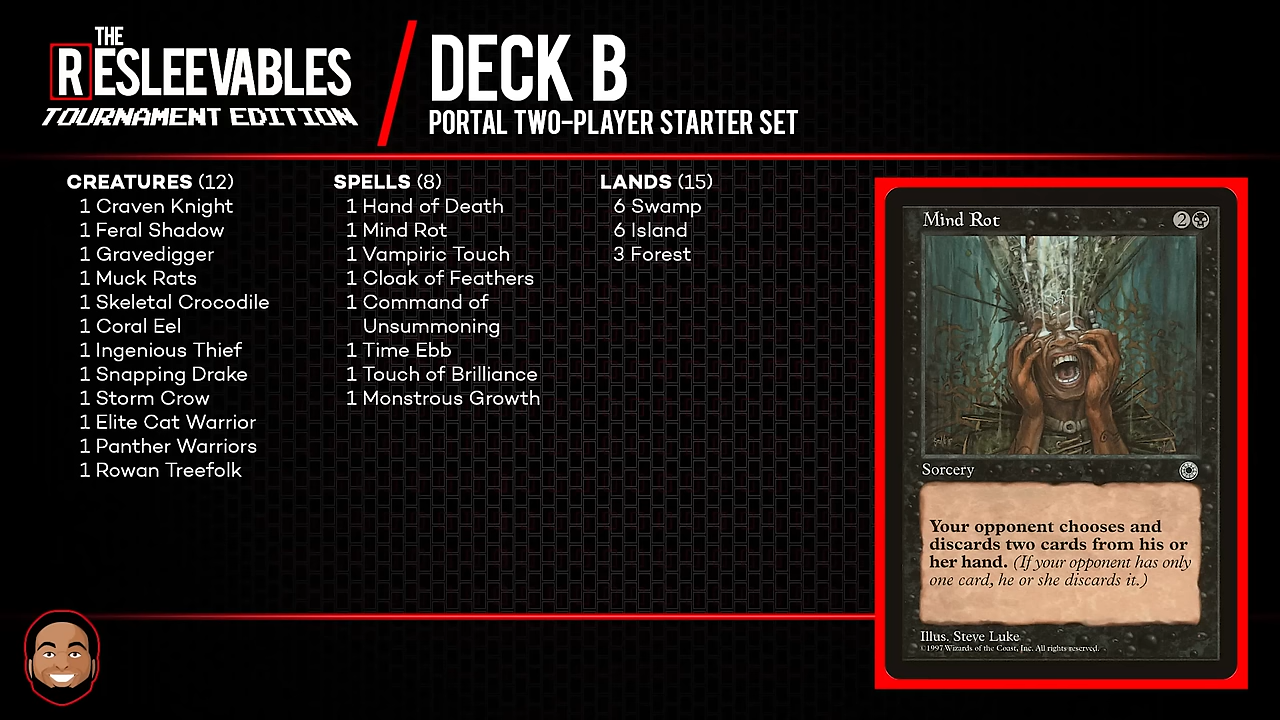 THE
RESLEEVABLES
TOURNAMENT EDITION
DECK B
PORTAL TWO-PLAYER STARTER SET
CREATURES (12)
1 Craven Knight
1 Feral Shadow
1 Gravedigger
1 Muck Rats
1 Skeletal Crocodile
1 Coral Eel
1 Ingenious Thief
1 Snapping Drake
1 Storm Crow
1 Elite Cat Warrior
1 Panther Warriors
1 Rowan Treefolk
SPELLS (8)
1 Hand of Death
1 Mind Rot
1 Vampiric Touch
1 Cloak of Feathers
1 Command of
Unsummoning
1 Time Ebb
1 Touch of Brilliance
1 Monstrous Growth
LANDS (15)
6 Swamp
6 Island
3 Forest
Mind Rot 2
Sorcery
Your opponent chooses and
discards two cards from his or
her hand. (If your opponent has only
one card, he or she discards it.)
Illus. Steve Luke
©1997 Wizards of the Coast, Inc. All rights reserved.